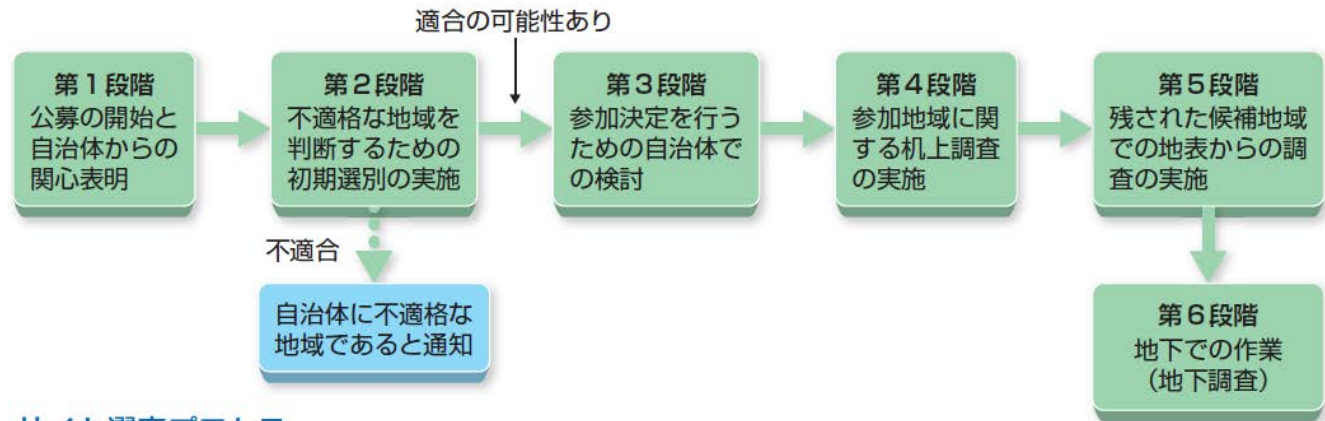 適合の可能性あり
第1段階
公募の開始と
自治体からの
関心表明
第2段階
不適格な地域を
判断するための
初期選別の実施
第3段階
参加決定を行う
ための自治体で
の検討
第4段階
参加地域に関
する机上調査
の実施
第5段階
残された候補地域
での地表からの調
査の実施
不適合
自治体に不適格な
地域であると通知
第6段階
地下での作業
（地下調査）